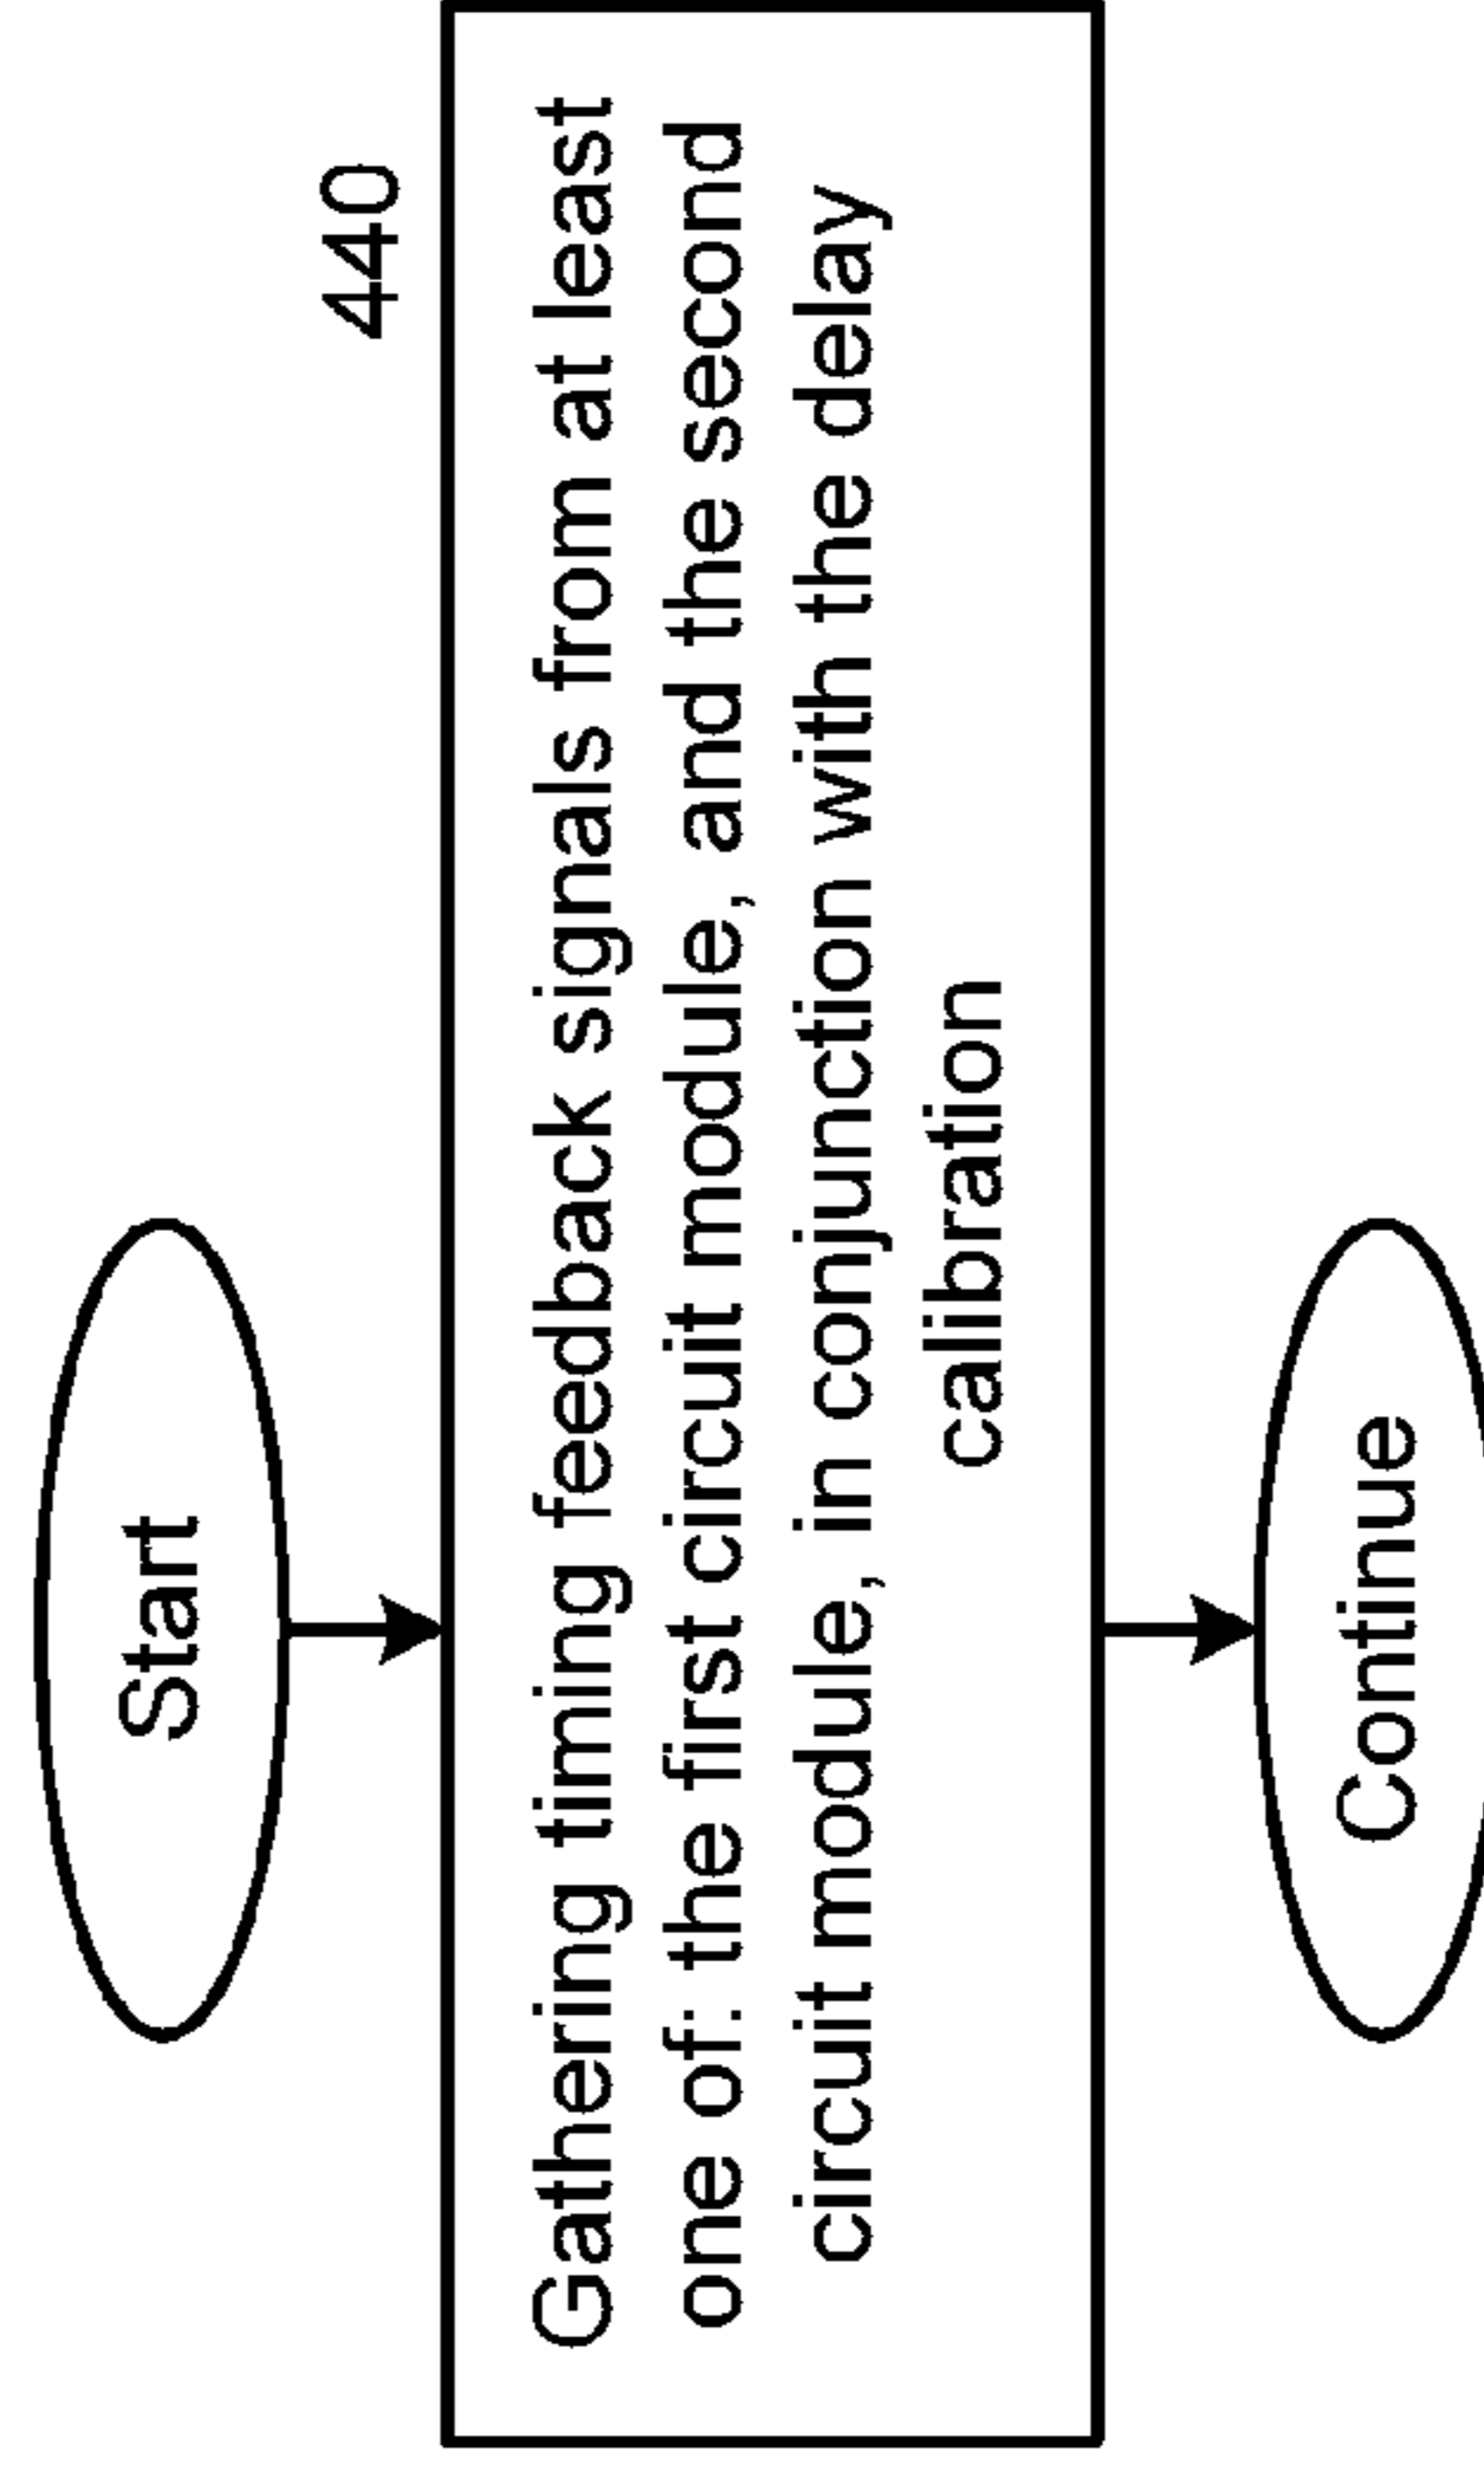 Start
440
Gathering timing feedback signals from at least
one of: the first circuit module, and the second
circuit module, in conjunction with the delay
calibration
Continue